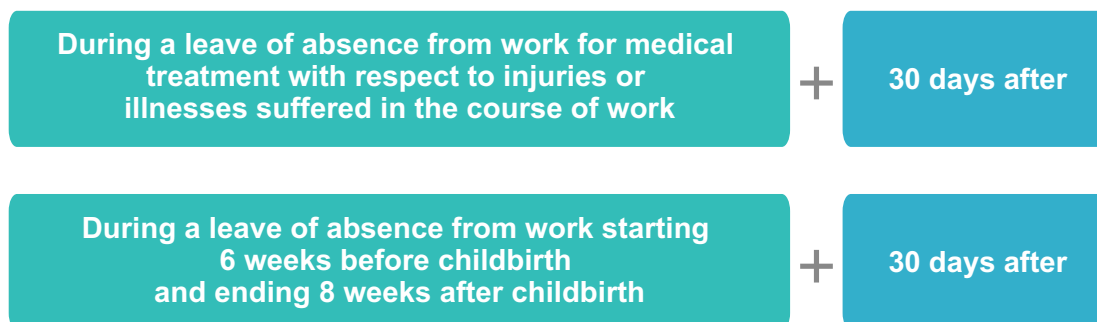 During a leave of absence from work for medical
treatment with respect to injuries or
illnesses suffered in the course of work
+
30 days after
During a leave of absence from work starting
6 weeks before childbirth
and ending 8 weeks after childbirth
+
30 days after